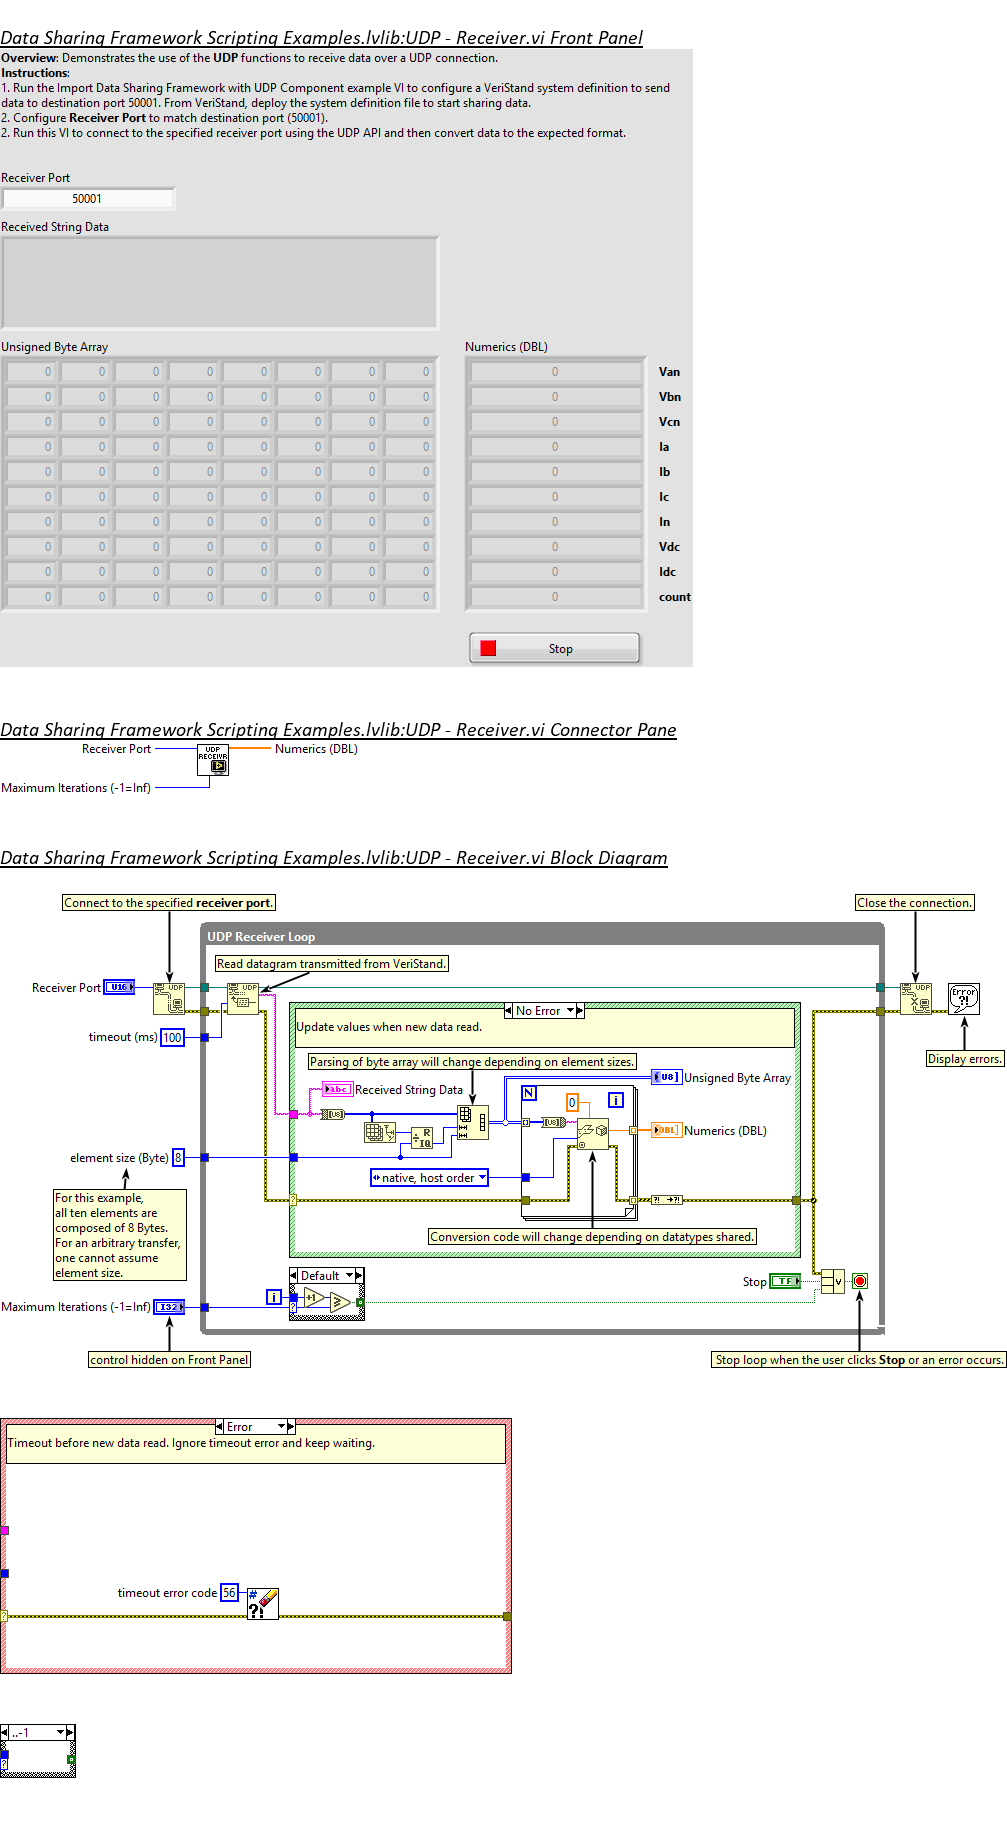 Data Sharing Framework Scripting Examples.lvlib:UDP - Receiver.vi Front Panel
Overview: Demonstrates the use of the UDP functions to receive data over a UDP connection.
Instructions:
1. Run the Import Data Sharing Framework with UDP Component example VI to configure a VeriStand system definition to send
data to destination port 50001. From VeriStand, deploy the system definition file to start sharing data.
2. Configure Receiver Port to match destination port (50001).
2. Run this VI to connect to the specified receiver port using the UDP API and then convert data to the expected format.
Receiver Port
50001
Received String Data
Unsigned Byte Array Numerics (DBL)
0 0 0 0 0 0 0 0 0 Van
0 0 0 0 0 0 0 0 0 Vbn
0 0 0 0 0 0 0 0 0 Vcn
0 0 0 0 0 0 0 0 0 Ia
0 0 0 0 0 0 0 0 0 Ib
0 0 0 0 0 0 0 0 0 Ic
0 0 0 0 0 0 0 0 0 In
0 0 0 0 0 0 0 0 0 Vdc
0 0 0 0 0 0 0 0 0 Idc
0 0 0 0 0 0 0 0 0 count
Stop
Data Sharing Framework Scripting Examples.lvlib:UDP - Receiver.vi Connector Pane
Receiver Port UDP RECEIVR Numerics (DBL)
Maximum Iterations (-1=Inf)
Data Sharing Framework Scripting Examples.lvlib:UDP - Receiver.vi Block Diagram
Connect to the specified receiver port. Close the connection.
UDP Receiver Loop
Read datagram transmitted from VeriStand.
Receiver Port U16 UDP UDP UDP Error ?!
No Error
Update values when new data read.
timeout (ms) 100
Display errors.
Parsing of byte array will change depending on element sizes.
U8] Unsigned Byte Array
abc Received String Data
N 0 i
[U8] [U8]
R
IQ
DBL] Numerics (DBL)
element size (Byte) 8
native, host order
For this example,
all ten elements are
composed of 8 Bytes.
For an arbitrary transfer,
one cannot assume
element size.
?! ?!
Conversion code will change depending on datatypes shared.
Default
Stop TF V
i +1 ≥
Maximum Iterations (-1=Inf) I32
control hidden on Front Panel Stop loop when the user clicks Stop or an error occurs.
Error
Timeout before new data read. Ignore timeout error and keep waiting.
timeout error code 56 # ?!
..-1